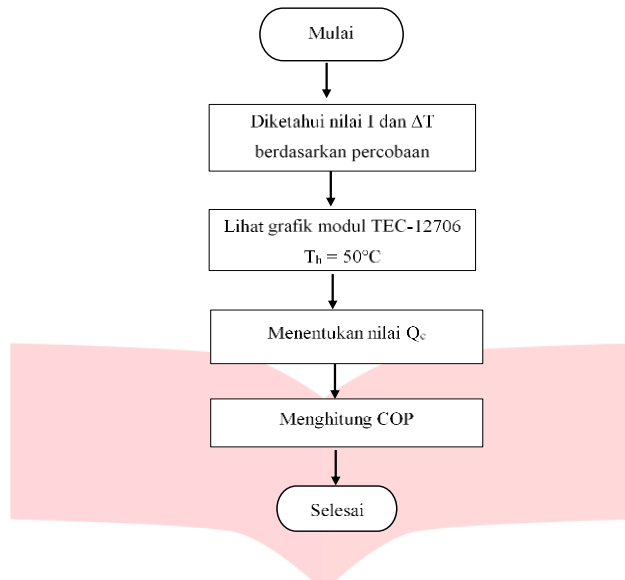 Mulai
Diketahui nilai I dan ΔT
berdasarkan percobaan
Lihat grafik modul TEC-12706
Tₕ = 50°C
Menentukan nilai Q꜀
Menghitung COP
Selesai